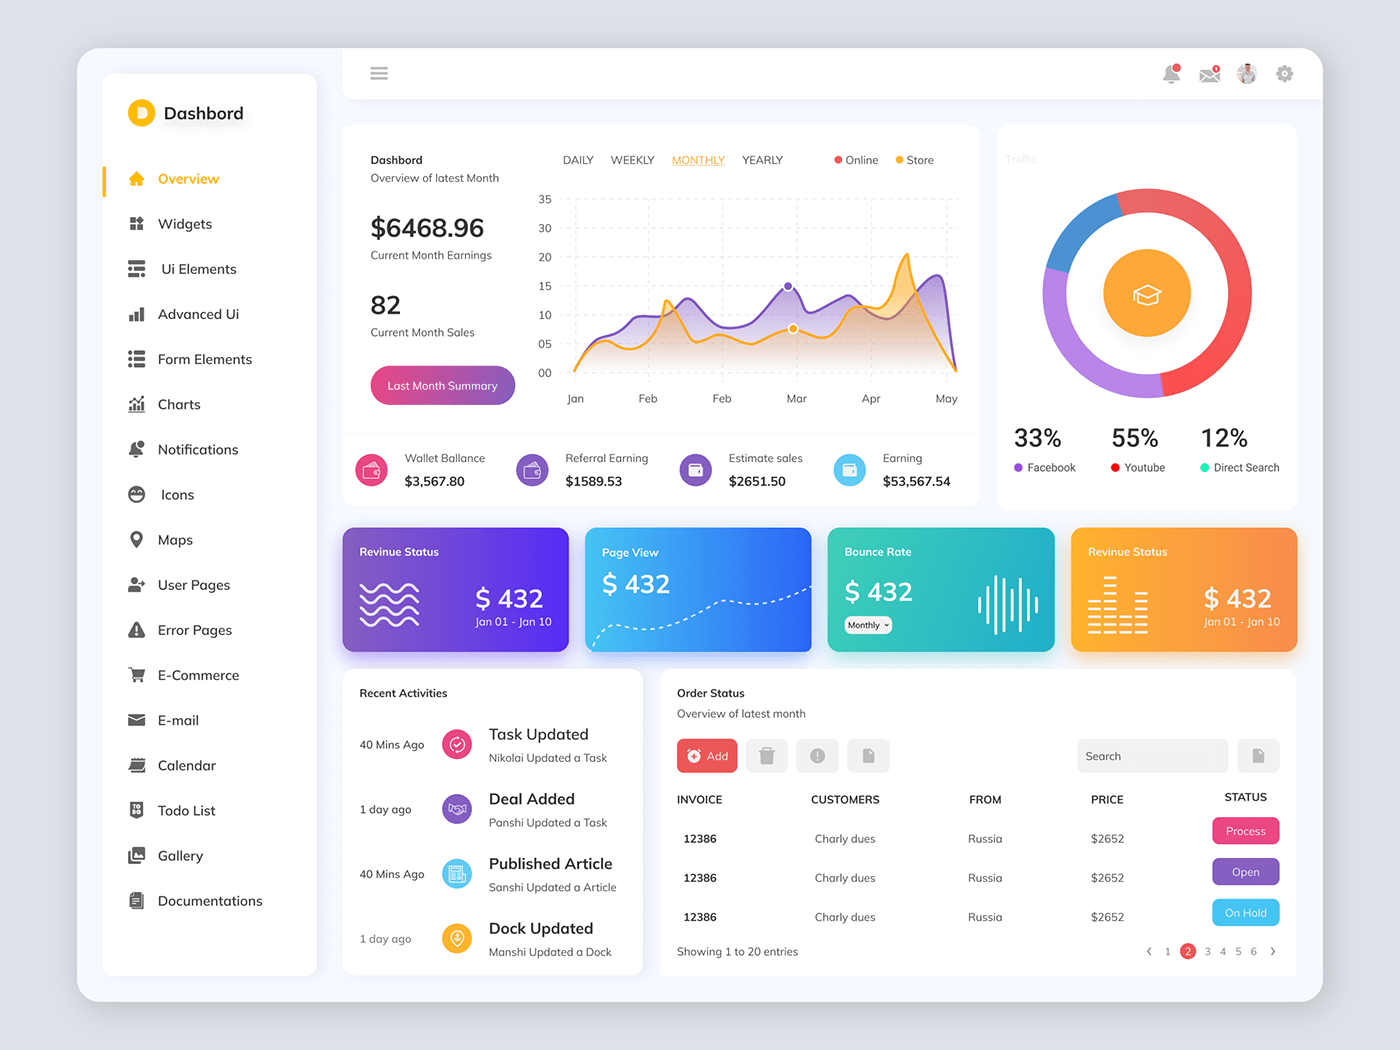 Dashbord
Overview
Widgets
Ui Elements
Advanced Ui
Form Elements
Charts
Notifications
Icons
Maps
User Pages
Error Pages
E-Commerce
E-mail
Calendar
Todo List
Gallery
Documentations
Dashbord
Overview of latest Month
$6468.96
Current Month Earnings
82
Current Month Sales
Last Month Summary
DAILY WEEKLY MONTHLY YEARLY
Online Store
35
30
20
15
10
05
00
Jan Feb Feb Mar Apr May
Wallet Ballance
$3,567.80
Referral Earning
$1589.53
Estimate sales
$2651.50
Earning
$53,567.54
Traffic
33% 55% 12%
Facebook Youtube Direct Search
Revinue Status
$ 432
Jan 01 - Jan 10
Page View
$ 432
Bounce Rate
$ 432
Monthly
Revinue Status
$ 432
Jan 01 - Jan 10
Recent Activities
40 Mins Ago
Task Updated
Nikolai Updated a Task
1 day ago
Deal Added
Panshi Updated a Task
40 Mins Ago
Published Article
Sanshi Updated a Article
1 day ago
Dock Updated
Manshi Updated a Dock
Order Status
Overview of latest month
Add
Search
INVOICE CUSTOMERS FROM PRICE STATUS
12386 Charly dues Russia $2652 Process
12386 Charly dues Russia $2652 Open
12386 Charly dues Russia $2652 On Hold
Showing 1 to 20 entries
1 2 3 4 5 6